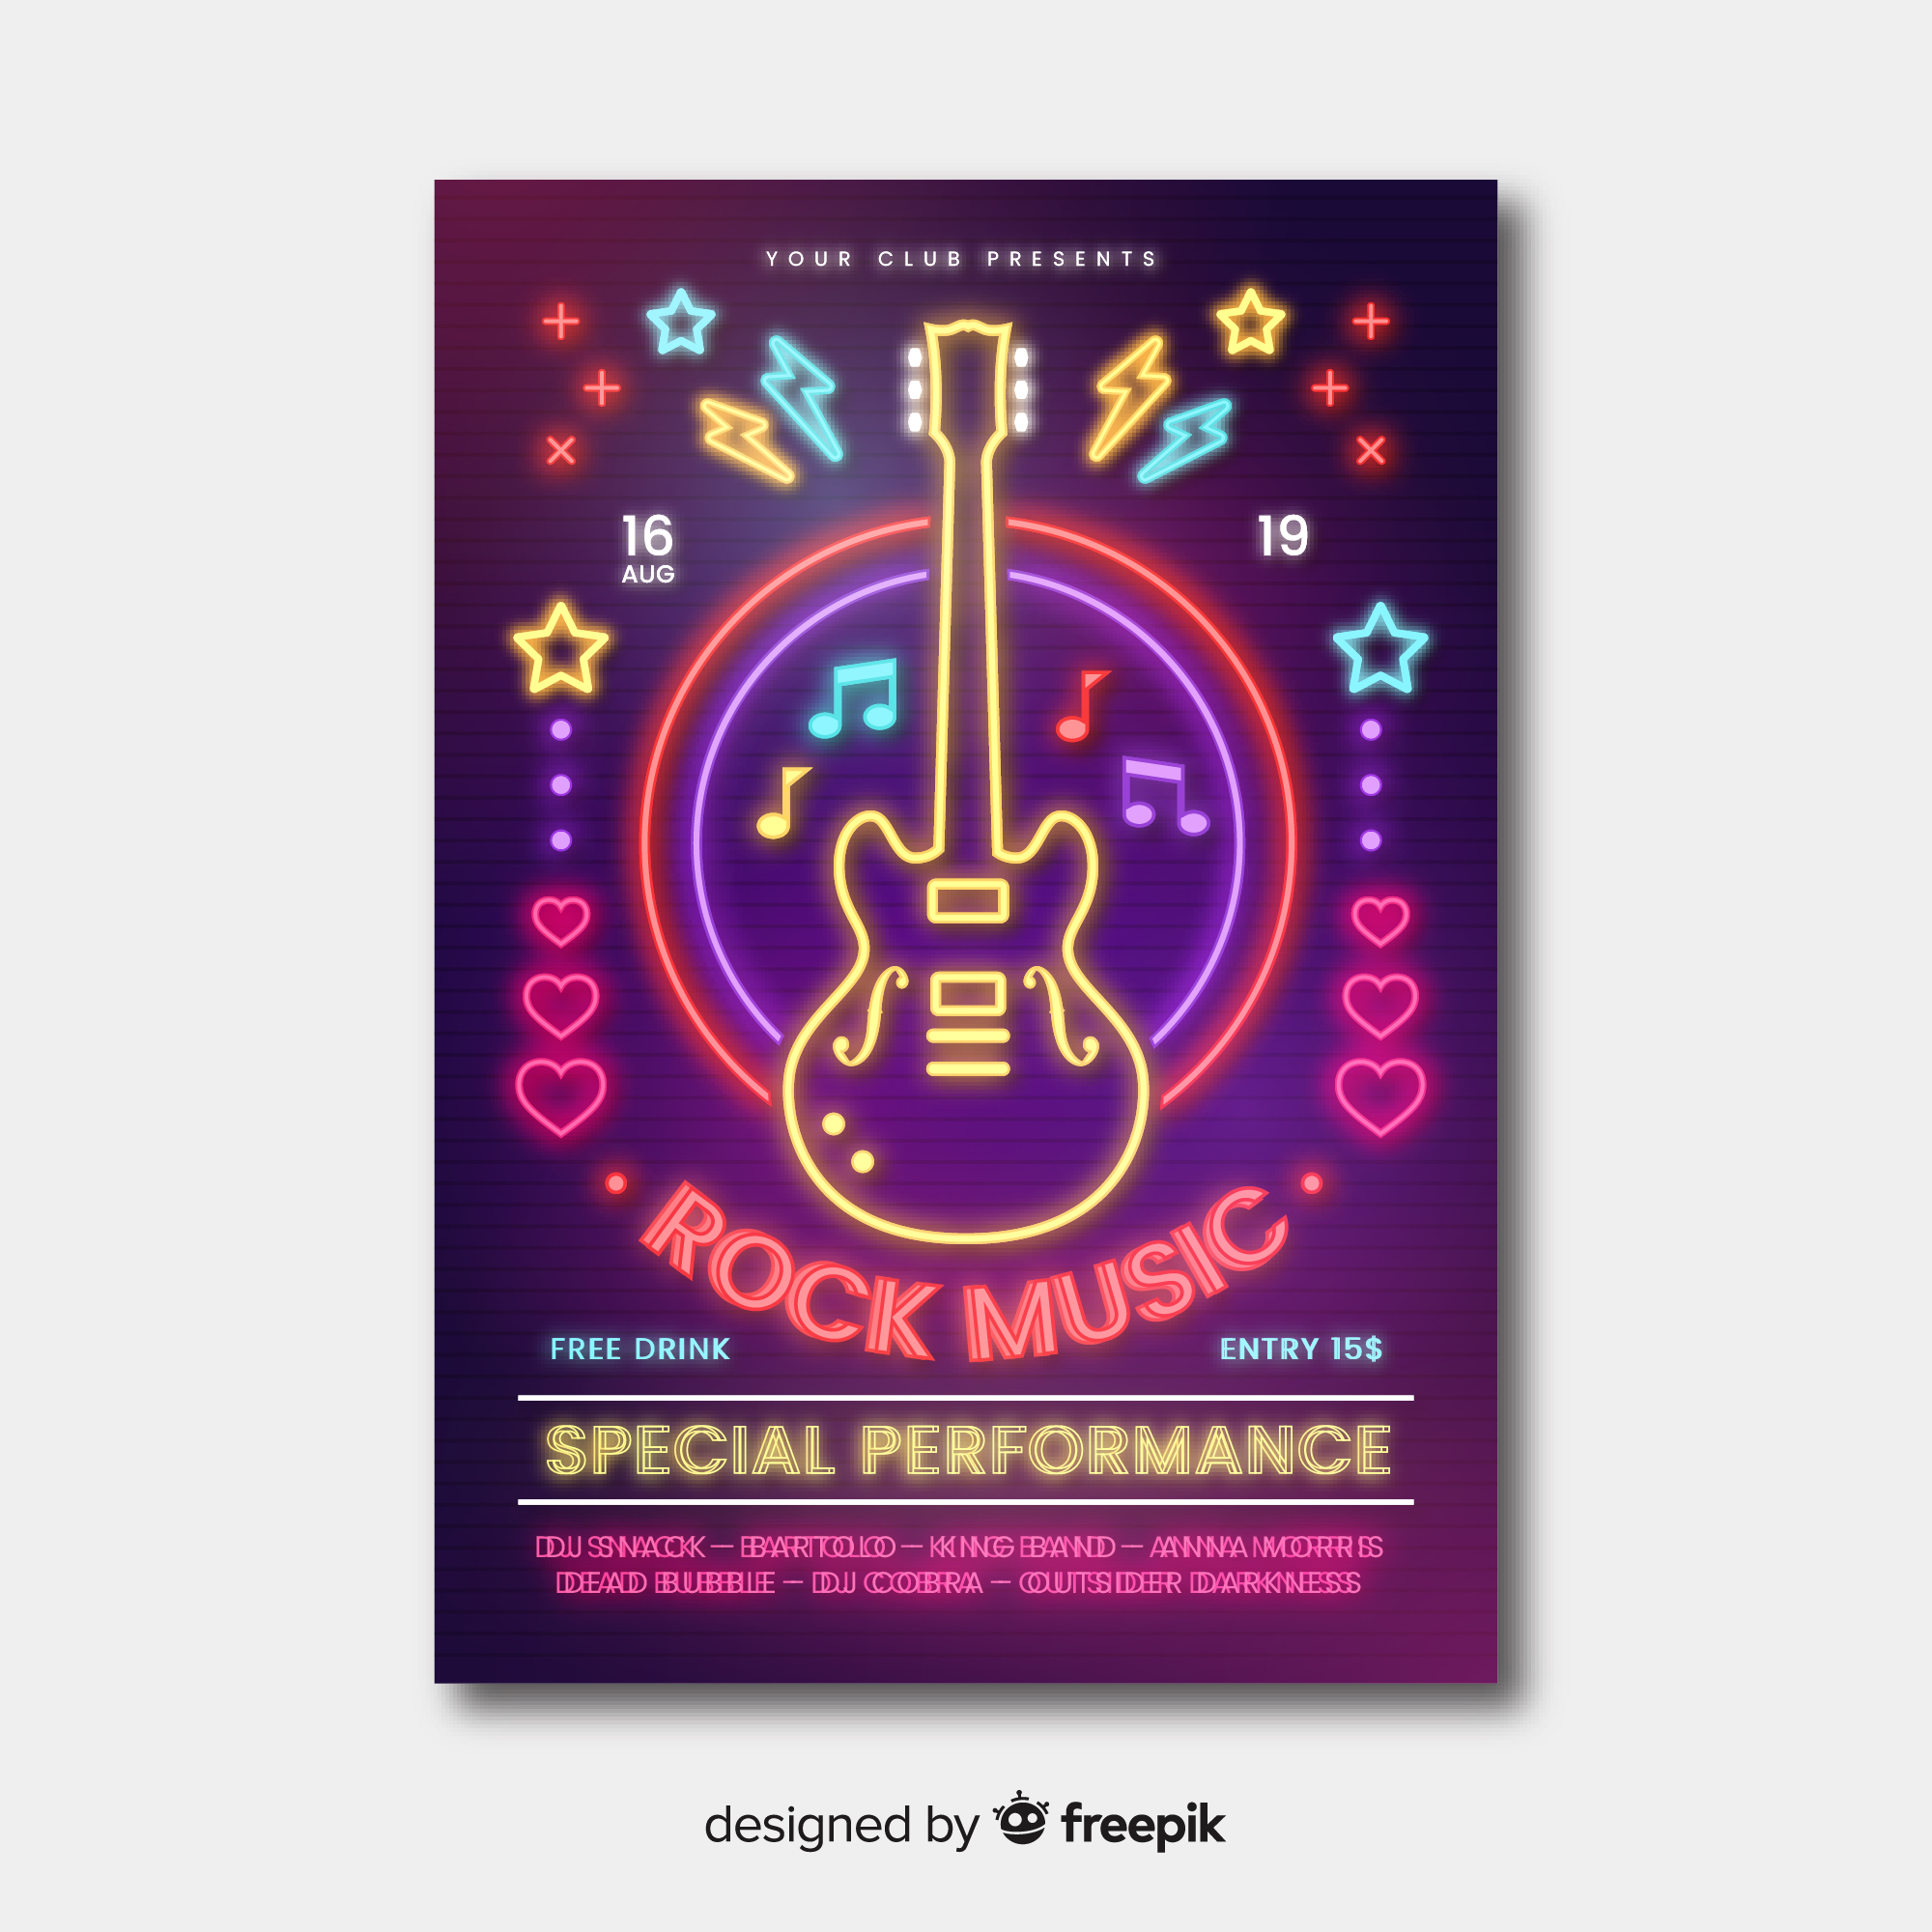 YOUR CLUB PRESENTS
16
AUG
19
ROCK MUSIC
FREE DRINK
ENTRY 15$
SPECIAL PERFORMANCE
DJ SNACK — BARTOLO — KING BAND — ANNA MORRIS
DEAD BUBBLE — DJ COBRA — OUTSIDER DARKNESS
designed by freepik